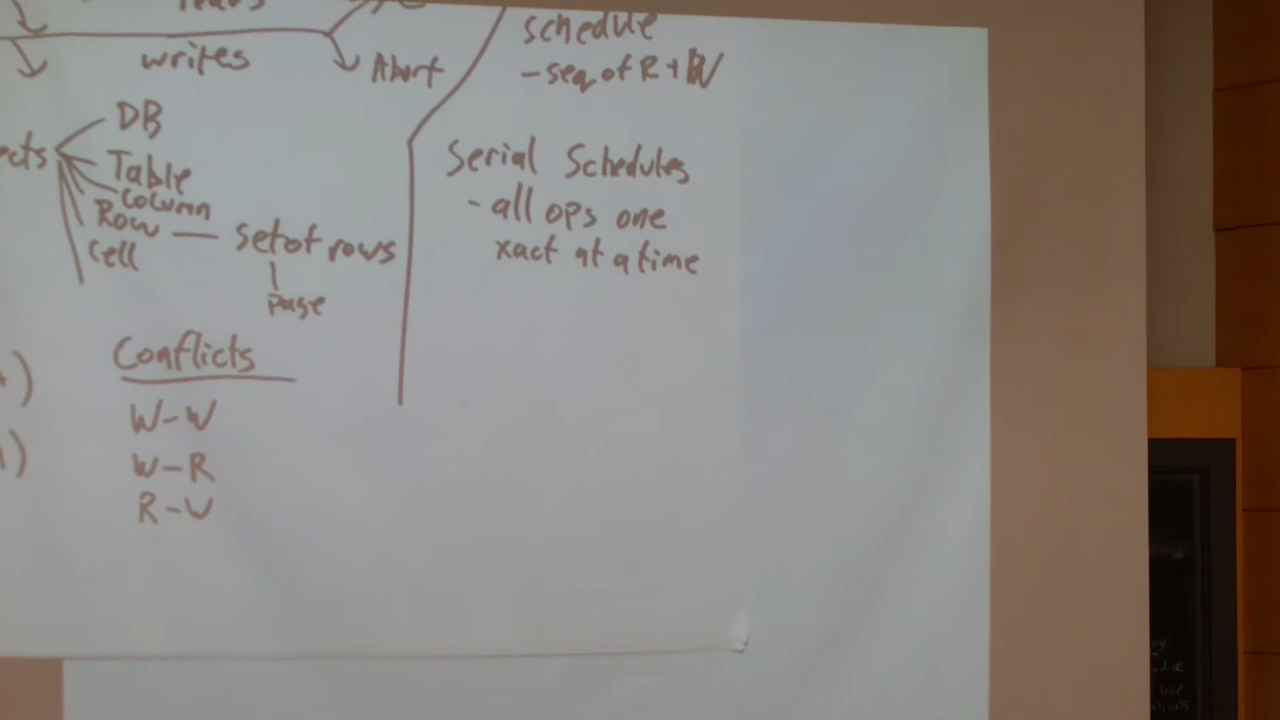 reads
writes
Abort
DB
Table
Column
Row — set of rows
Cell
page
Conflicts
W-W
W-R
R-W
schedule
- seq of R + W
Serial Schedules
- all ops one
xact at a time